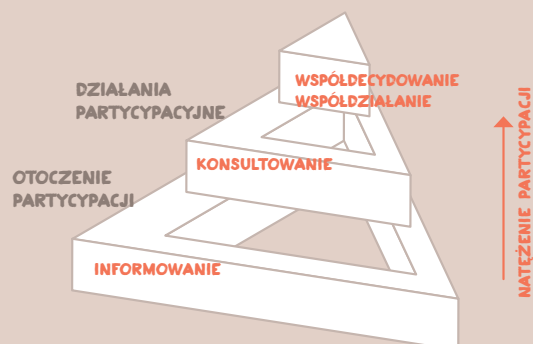 DZIAŁANIA
PARTYCYPACYJNE
WSPÓŁDECYDOWANIE
WSPÓŁDZIAŁANIE
KONSULTOWANIE
OTOCZENIE
PARTYCYPACJI
INFORMOWANIE
NATĘŻENIE PARTYCYPACJI